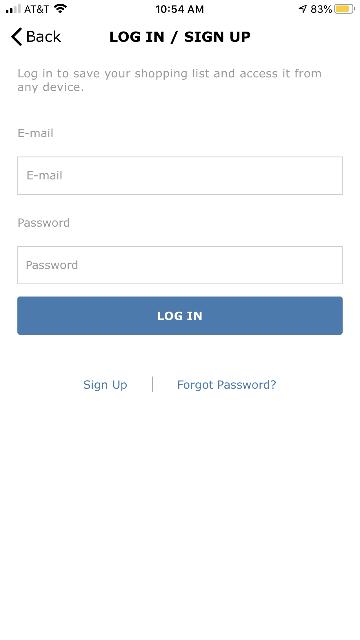 AT&T 10:54 AM 83%
Back LOG IN / SIGN UP
Log in to save your shopping list and access it from
any device.
E-mail
E-mail
Password
Password
LOG IN
Sign Up Forgot Password?